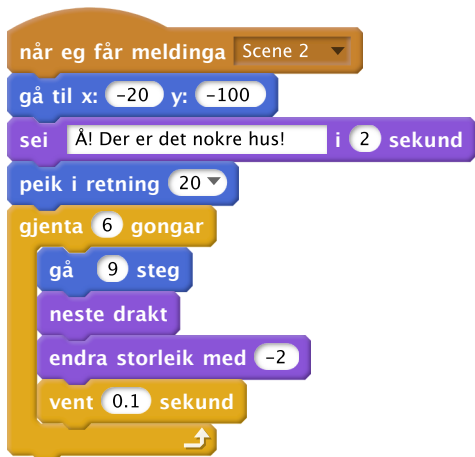 når eg får meldinga Scene 2
gå til x: -20 y: -100
sei Å! Der er det nokre hus! i 2 sekund
peik i retning 20
gjenta 6 gongar
gå 9 steg
neste drakt
endra storleik med -2
vent 0.1 sekund